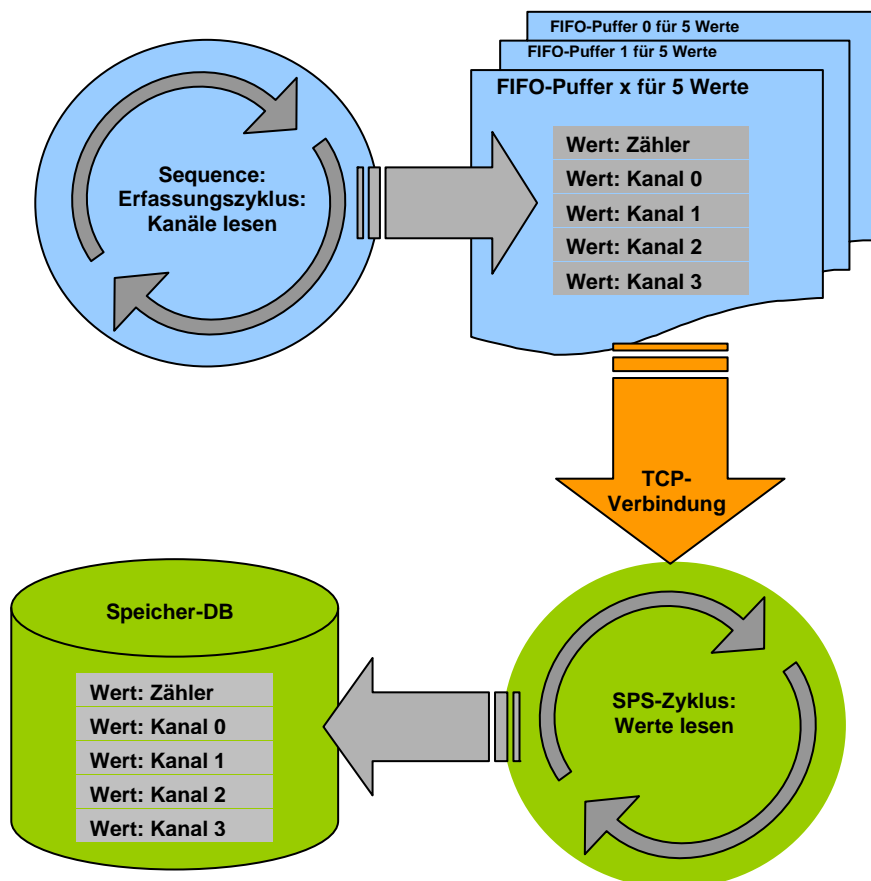 FIFO-Puffer 0 für 5 Werte
FIFO-Puffer 1 für 5 Werte
FIFO-Puffer x für 5 Werte
Wert: Zähler
Wert: Kanal 0
Wert: Kanal 1
Wert: Kanal 2
Wert: Kanal 3
Sequence:
Erfassungszyklus:
Kanäle lesen
TCP-
Verbindung
SPS-Zyklus:
Werte lesen
Speicher-DB
Wert: Zähler
Wert: Kanal 0
Wert: Kanal 1
Wert: Kanal 2
Wert: Kanal 3